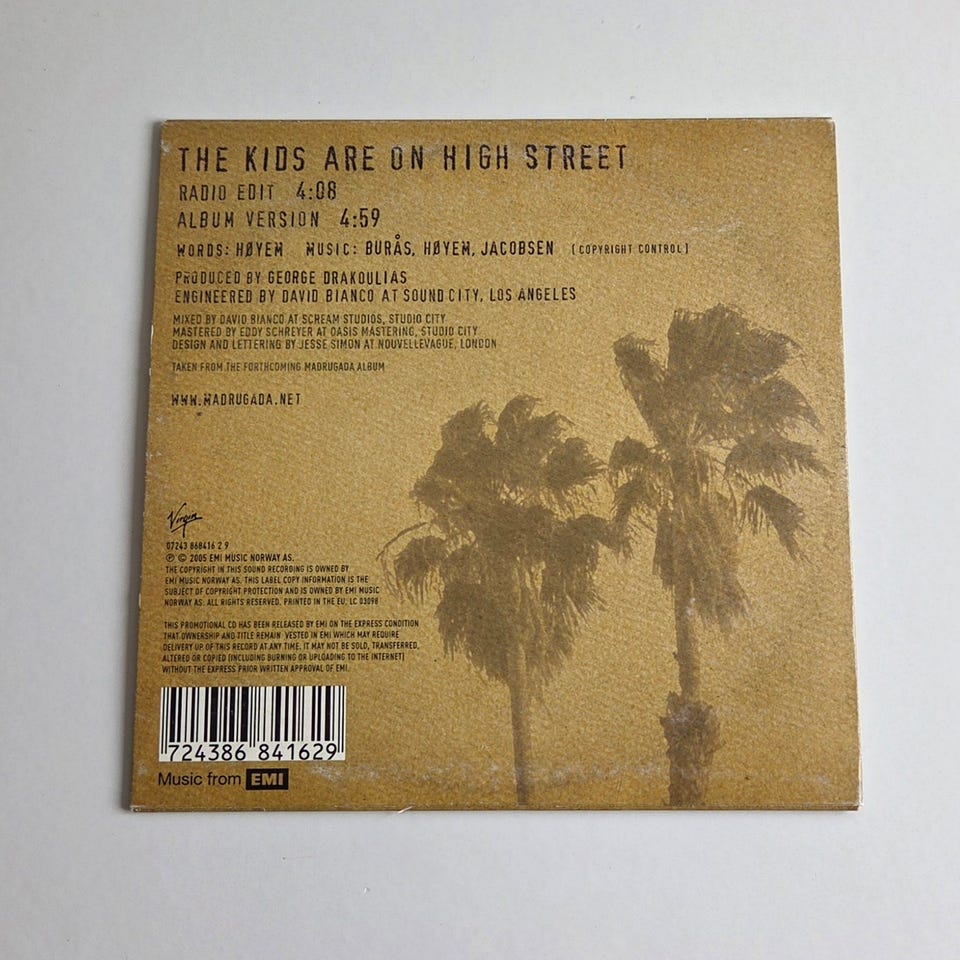 THE KIDS ARE ON HIGH STREET
RADIO EDIT 4:08
ALBUM VERSION 4:59
WORDS: HØYEM MUSIC: BURÅS, HØYEM, JACOBSEN [COPYRIGHT CONTROL]
PRODUCED BY GEORGE DRAKOULIAS
ENGINEERED BY DAVID BIANCO AT SOUND CITY, LOS ANGELES
MIXED BY DAVID BIANCO AT SCREAM STUDIOS, STUDIO CITY
MASTERED BY EDDY SCHREYER AT OASIS MASTERING, STUDIO CITY
DESIGN AND LETTERING BY JESSE SIMON AT NOUVELLEVAGUE, LONDON
TAKEN FROM THE FORTHCOMING MADRUGADA ALBUM
WWW.MADRUGADA.NET
Virgin
07243 868416 2 9
℗ © 2005 EMI MUSIC NORWAY AS.
THE COPYRIGHT IN THIS SOUND RECORDING IS OWNED BY
EMI MUSIC NORWAY AS. THIS LABEL COPY INFORMATION IS THE
SUBJECT OF COPYRIGHT PROTECTION AND IS OWNED BY EMI MUSIC
NORWAY AS. ALL RIGHTS RESERVED. PRINTED IN THE EU. LC 03098
THIS PROMOTIONAL CD HAS BEEN RELEASED BY EMI ON THE EXPRESS CONDITION
THAT OWNERSHIP AND TITLE REMAIN VESTED IN EMI WHICH MAY REQUIRE
DELIVERY UP OF THIS RECORD AT ANY TIME. IT MAY NOT BE SOLD, TRANSFERRED,
ALTERED OR COPIED (INCLUDING BURNING OR UPLOADING TO THE INTERNET)
WITHOUT THE EXPRESS PRIOR WRITTEN APPROVAL OF EMI.
724386 841629
Music from EMI